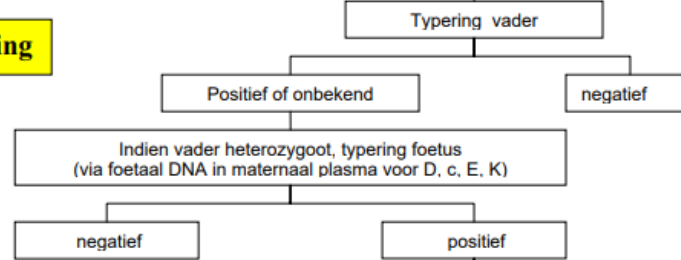 ing
Typering vader
Positief of onbekend
negatief
Indien vader heterozygoot, typering foetus
(via foetaal DNA in maternaal plasma voor D, c, E, K)
negatief
positief